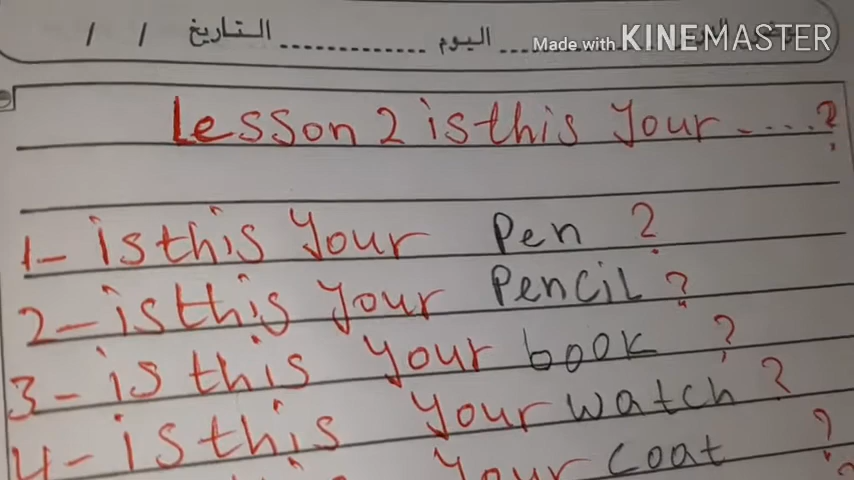 اليوم ............... التاريخ / /
Made with KINEMASTER
Lesson 2 is this your ....?
1- is this your Pen ?
2- is this your Pencil ?
3- is this your book ?
4- is this your watch ?
your coat ?